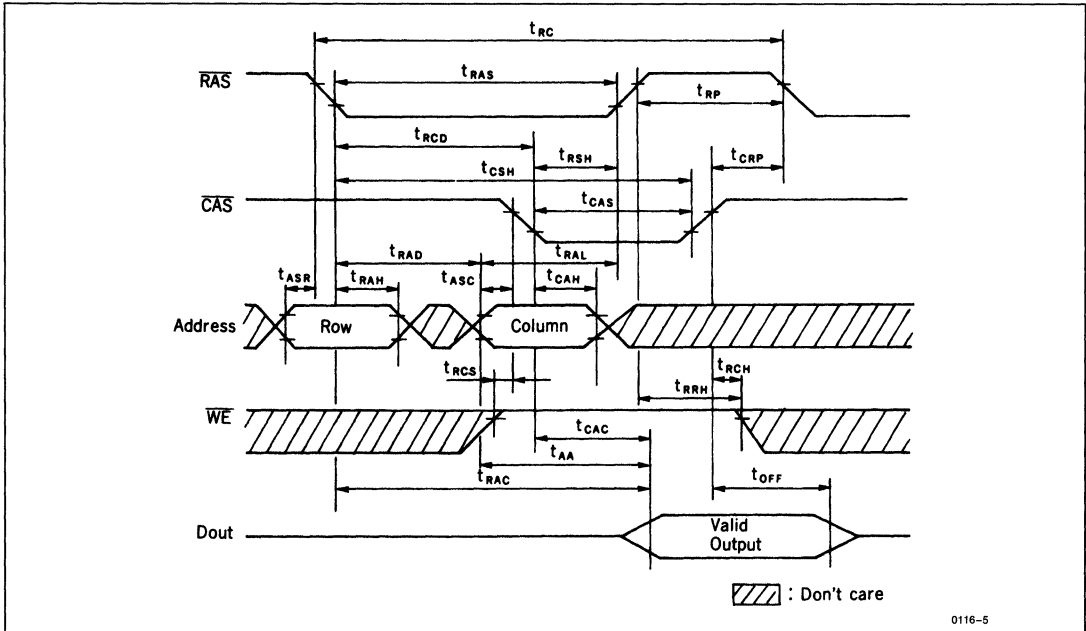 tRC
RAS
tRAS
tRP
tRCD
tRSH
tCRP
tCSH
CAS
tCAS
tRAD
tRAL
tASR
tRAH
tASC
tCAH
Address
Row
Column
tRCS
tRCH
tRRH
WE
tCAC
tAA
tRAC
tOFF
Dout
Valid
Output
: Don't care
0116-5